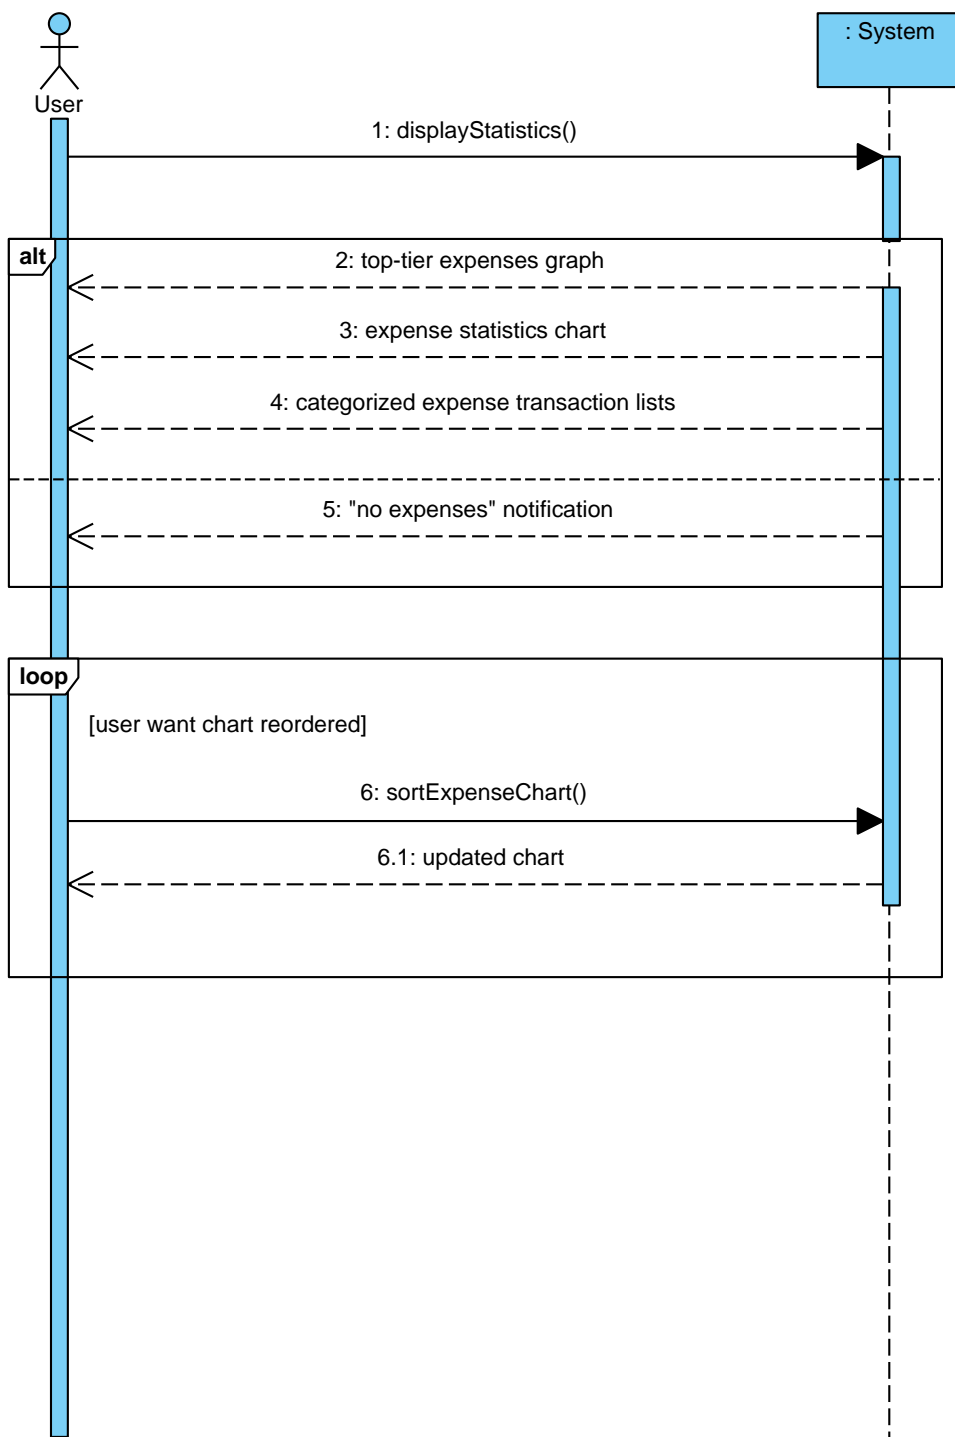 : System
User
1: displayStatistics()
alt
2: top-tier expenses graph
3: expense statistics chart
4: categorized expense transaction lists
5: "no expenses" notification
loop
[user want chart reordered]
6: sortExpenseChart()
6.1: updated chart